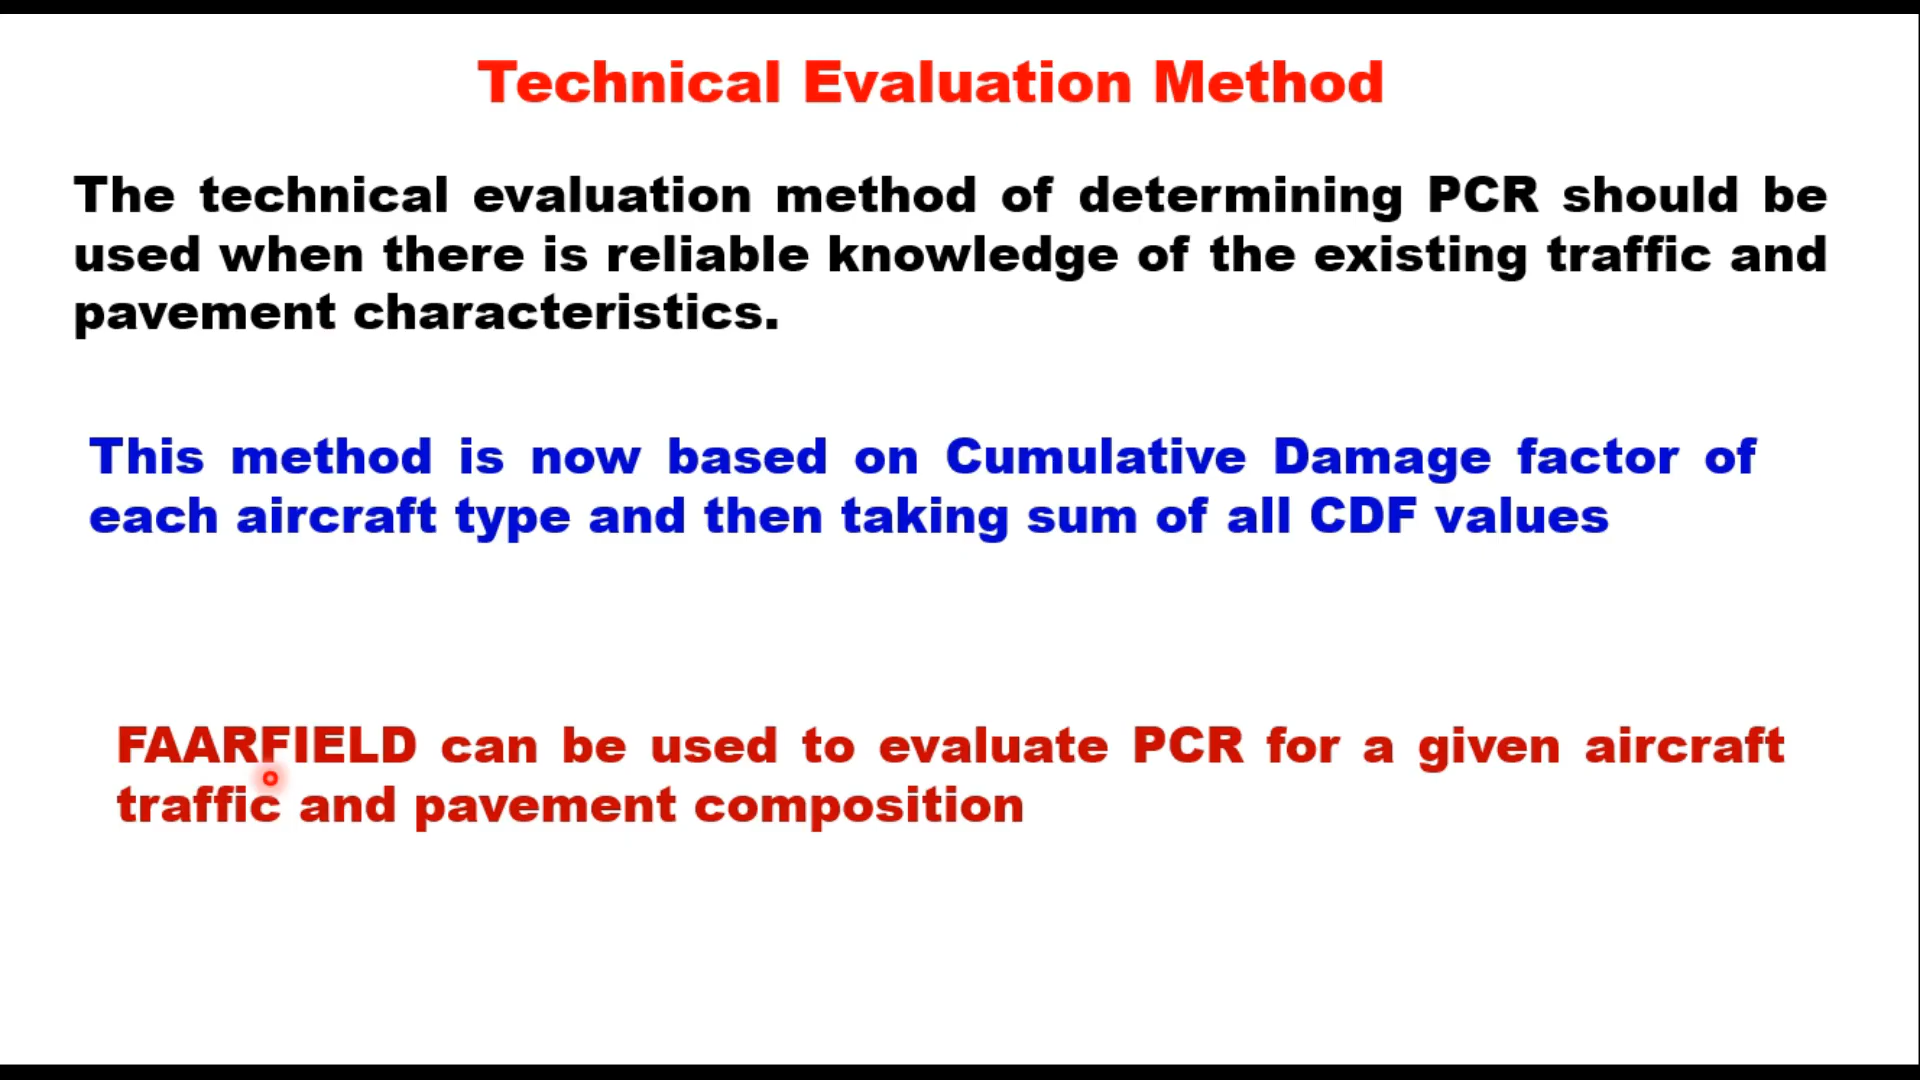 Technical Evaluation Method
The technical evaluation method of determining PCR should be
used when there is reliable knowledge of the existing traffic and
pavement characteristics.
This method is now based on Cumulative Damage factor of
each aircraft type and then taking sum of all CDF values
FAARFIELD can be used to evaluate PCR for a given aircraft
traffic and pavement composition